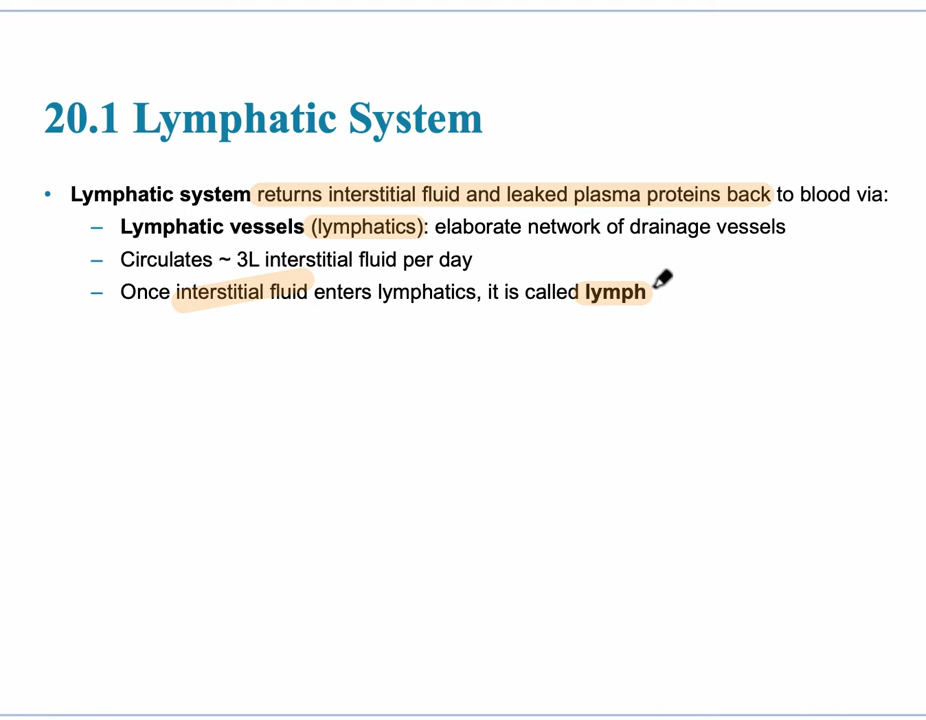 20.1 Lymphatic System
• Lymphatic system returns interstitial fluid and leaked plasma proteins back to blood via:
– Lymphatic vessels (lymphatics): elaborate network of drainage vessels
– Circulates ~ 3L interstitial fluid per day
– Once interstitial fluid enters lymphatics, it is called lymph